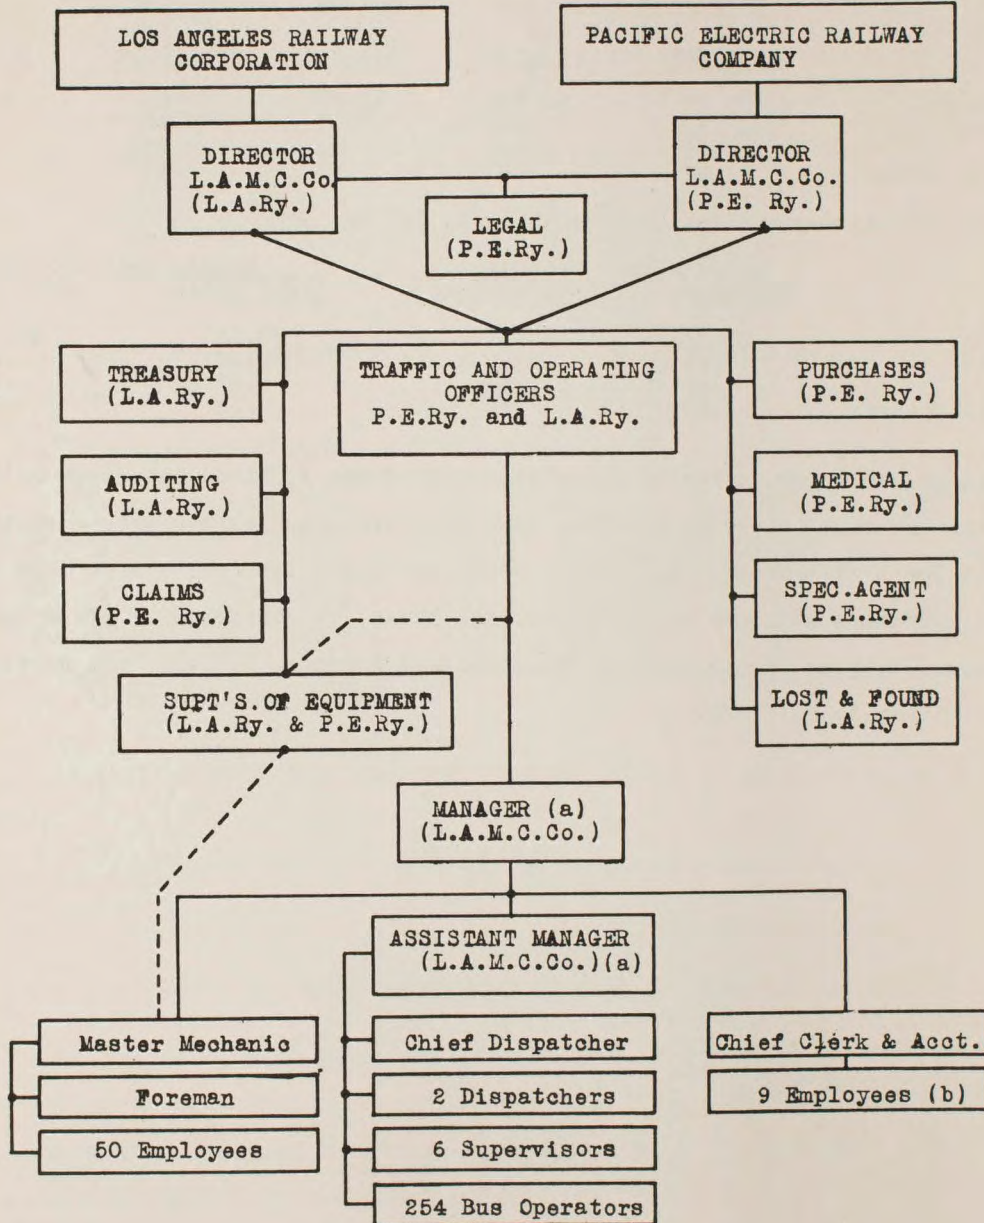 LOS ANGELES RAILWAY
CORPORATION
PACIFIC ELECTRIC RAILWAY
COMPANY
DIRECTOR
L.A.M.C.Co.
(L.A.Ry.)
DIRECTOR
L.A.M.C.Co.
(P.E. Ry.)
LEGAL
(P.E.Ry.)
TREASURY
(L.A.Ry.)
TRAFFIC AND OPERATING
OFFICERS
P.E.Ry. and L.A.Ry.
PURCHASES
(P.E. Ry.)
AUDITING
(L.A.Ry.)
MEDICAL
(P.E.Ry.)
CLAIMS
(P.E. Ry.)
SPEC.AGENT
(P.E.Ry.)
SUPT'S.OF EQUIPMENT
(L.A.Ry. & P.E.Ry.)
LOST & FOUND
(L.A.Ry.)
MANAGER (a)
(L.A.M.C.Co.)
ASSISTANT MANAGER
(L.A.M.C.Co.)(a)
Master Mechanic
Foreman
50 Employees
Chief Dispatcher
2 Dispatchers
6 Supervisors
254 Bus Operators
Chief Clerk & Acct.
9 Employees (b)